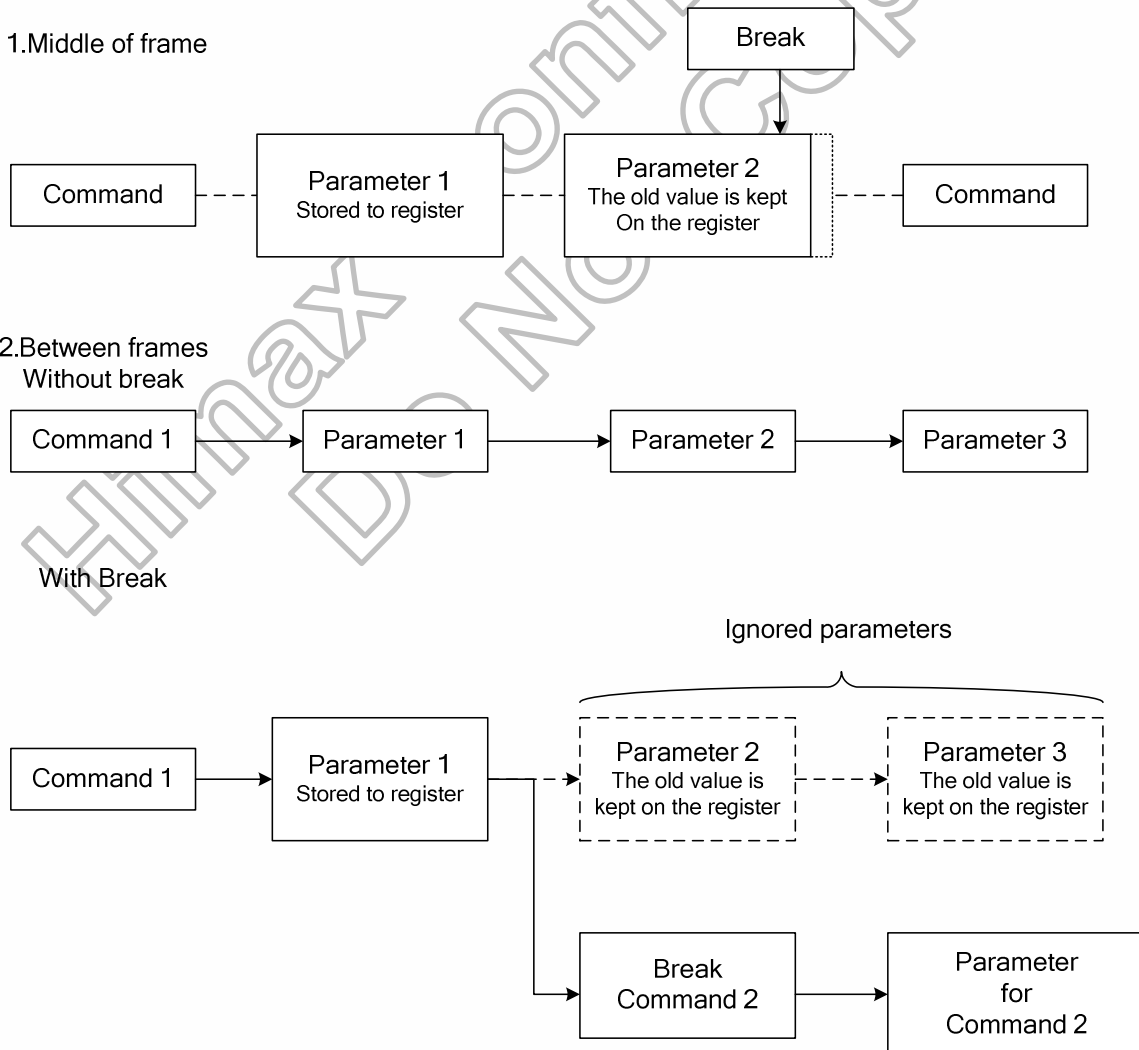 1.Middle of frame
Break
Command
Parameter 1
Stored to register
Parameter 2
The old value is kept
On the register
Command
2.Between frames
Without break
Command 1
Parameter 1
Parameter 2
Parameter 3
With Break
Ignored parameters
Command 1
Parameter 1
Stored to register
Parameter 2
The old value is
kept on the register
Parameter 3
The old value is
kept on the register
Break
Command 2
Parameter
for
Command 2
Himax
Do No